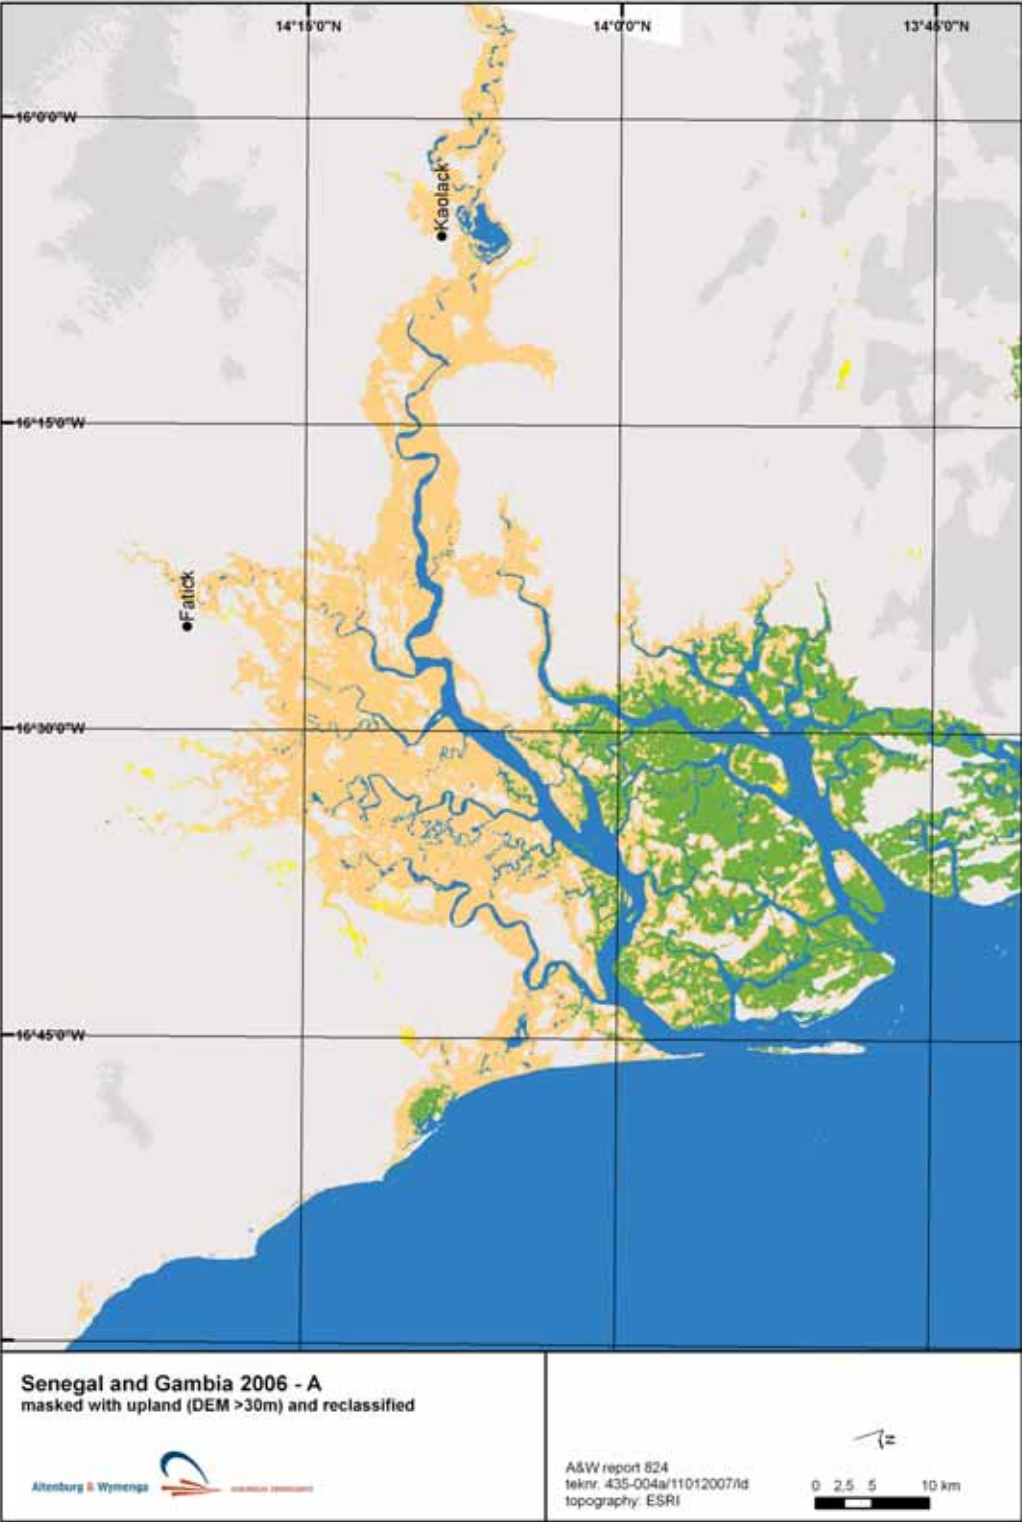 14°15'0"N
14°0'0"N
13°45'0"N
16°0'0"W
Kaolack
16°15'0"W
Fatick
16°30'0"W
16°45'0"W
Senegal and Gambia 2006 - A
masked with upland (DEM >30m) and reclassified
Altenburg & Wymenga
A&W report 824
teknr. 435-004a/11012007/ld
topography: ESRI
N
0 2,5 5 10 km